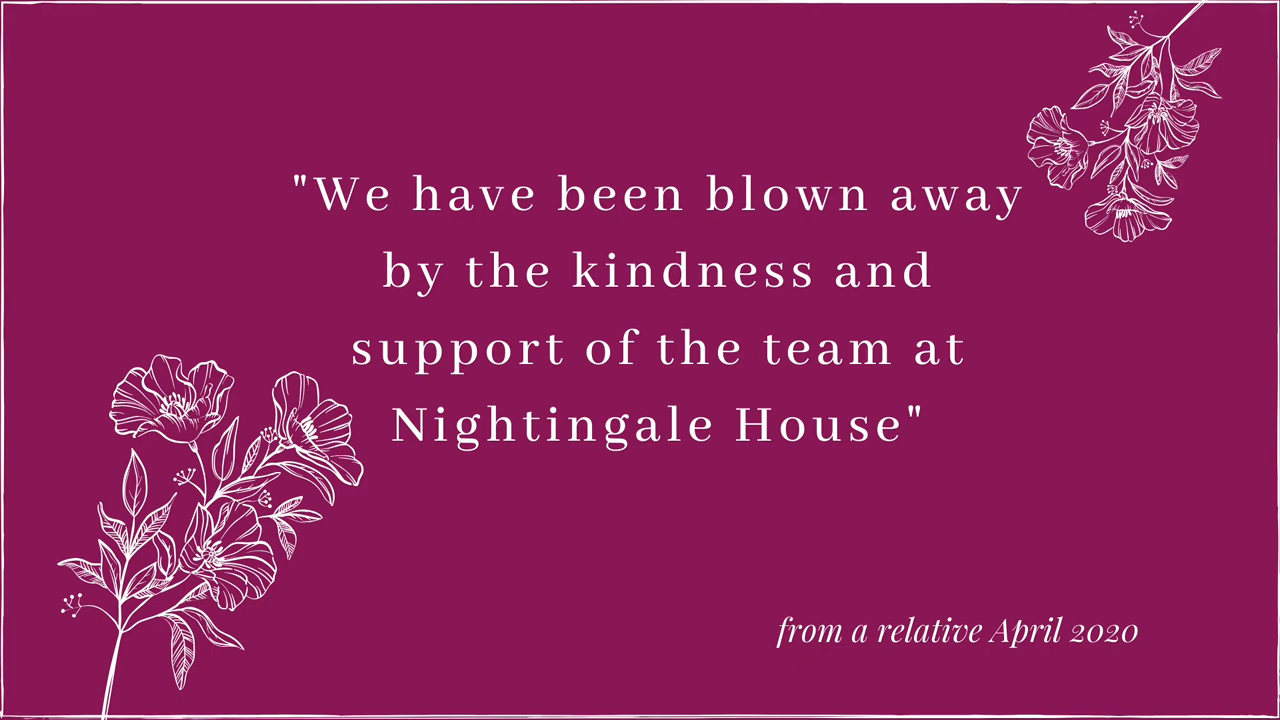 "We have been blown away
by the kindness and
support of the team at
Nightingale House"
from a relative April 2020